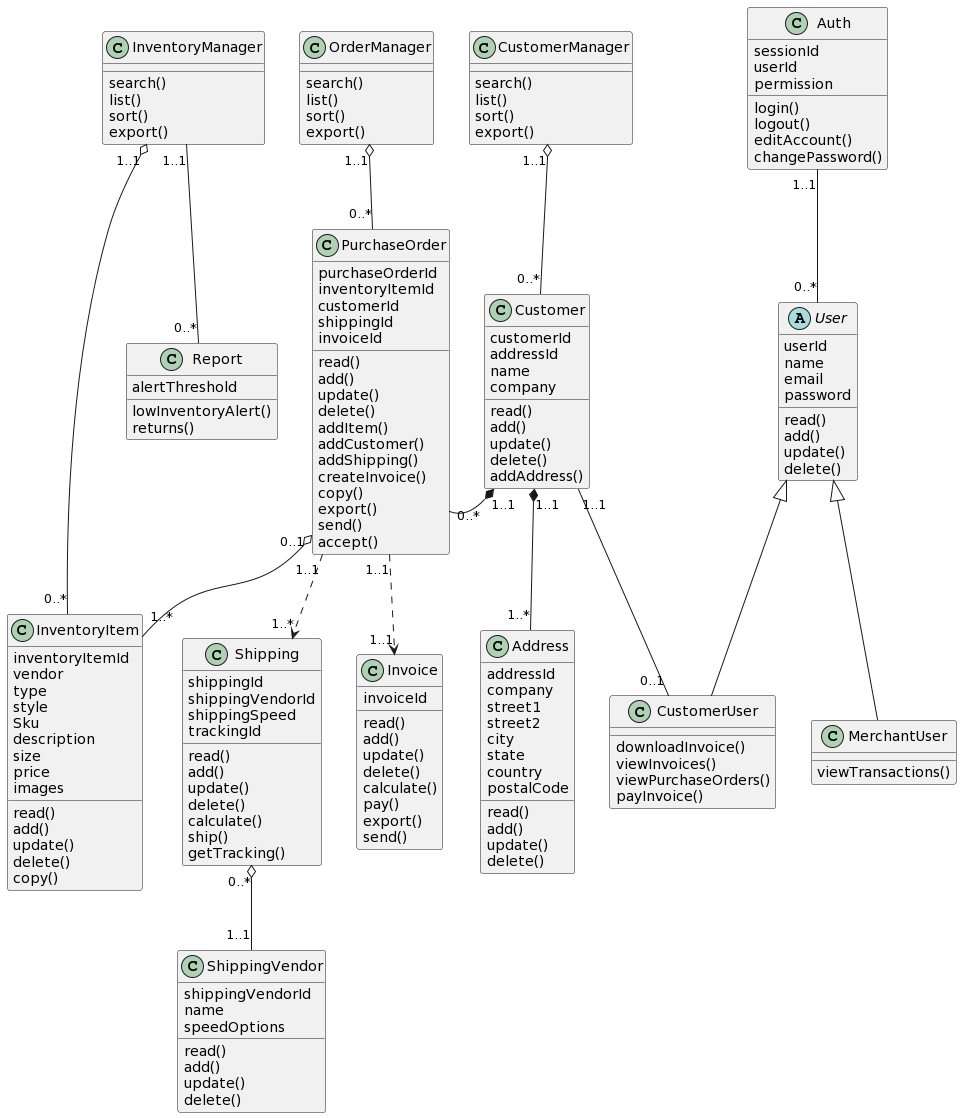 C InventoryManager
search()
list()
sort()
export()
C OrderManager
search()
list()
sort()
export()
C CustomerManager
search()
list()
sort()
export()
C Auth
sessionId
userId
permission
login()
logout()
editAccount()
changePassword()
1..1
1..1
1..1
1..1
1..1
0..*
0..*
0..*
0..*
C PurchaseOrder
purchaseOrderId
inventoryItemId
customerId
shippingId
invoiceId
read()
add()
update()
delete()
addItem()
addCustomer()
addShipping()
createInvoice()
copy()
export()
send()
accept()
C Customer
customerId
addressId
name
company
read()
add()
update()
delete()
addAddress()
A User
userId
name
email
password
read()
add()
update()
delete()
C Report
alertThreshold
lowInventoryAlert()
returns()
0..*
1..1
1..1
1..1
0..1
1..1
1..1
0..*
1..*
1..*
1..1
1..*
0..1
C InventoryItem
inventoryItemId
vendor
type
style
Sku
description
size
price
images
read()
add()
update()
delete()
copy()
C Shipping
shippingId
shippingVendorId
shippingSpeed
trackingId
read()
add()
update()
delete()
calculate()
ship()
getTracking()
C Invoice
invoiceId
read()
add()
update()
delete()
calculate()
pay()
export()
send()
C Address
addressId
company
street1
street2
city
state
country
postalCode
read()
add()
update()
delete()
C CustomerUser
downloadInvoice()
viewInvoices()
viewPurchaseOrders()
payInvoice()
C MerchantUser
viewTransactions()
0..*
1..1
C ShippingVendor
shippingVendorId
name
speedOptions
read()
add()
update()
delete()